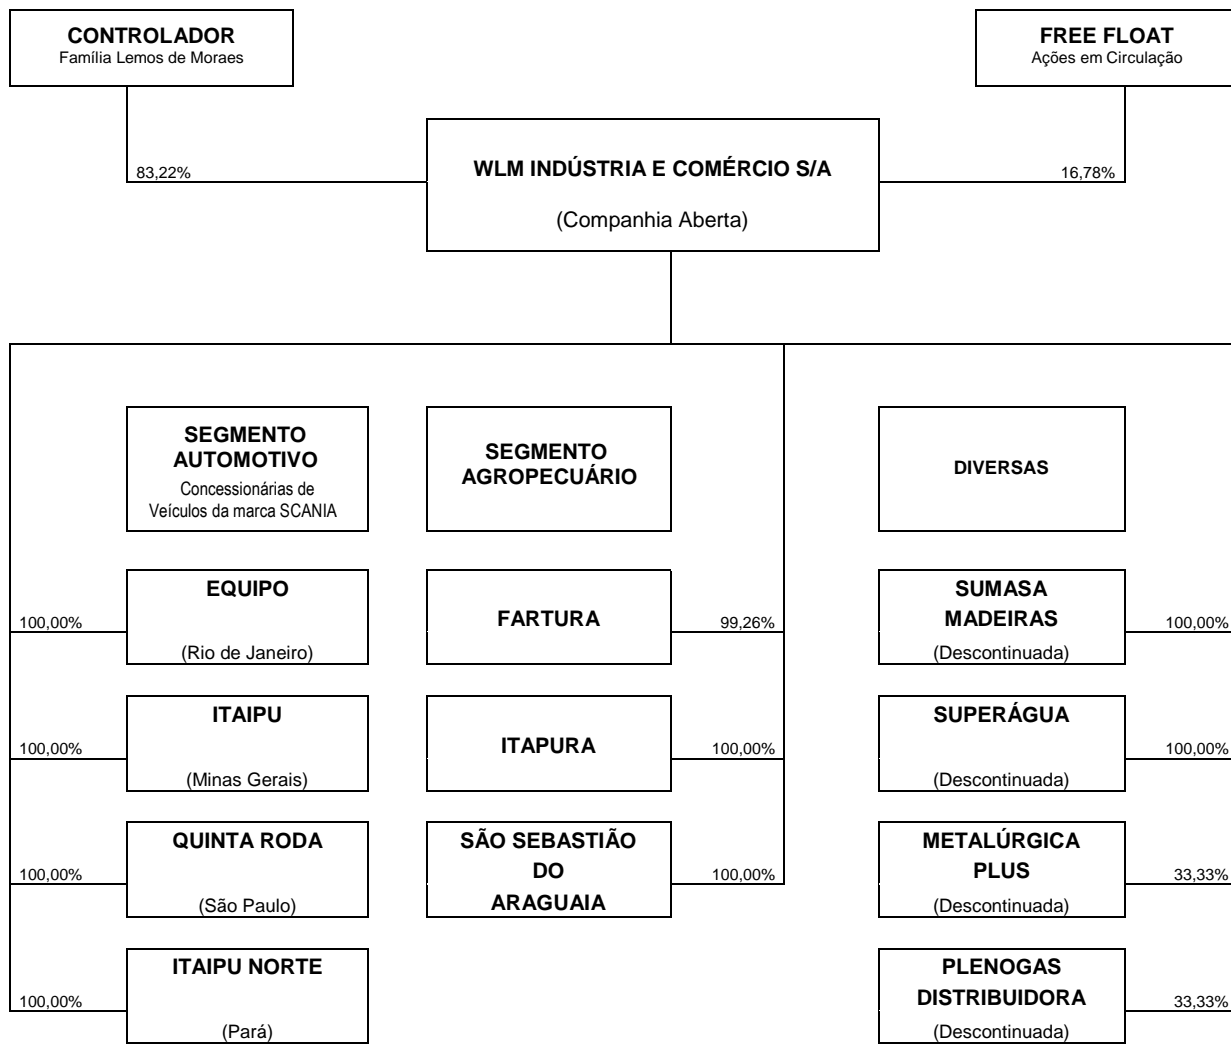 CONTROLADOR
Família Lemos de Moraes
FREE FLOAT
Ações em Circulação
83,22%
WLM INDÚSTRIA E COMÉRCIO S/A
(Companhia Aberta)
16,78%
SEGMENTO
AUTOMOTIVO
Concessionárias de
Veículos da marca SCANIA
SEGMENTO
AGROPECUÁRIO
DIVERSAS
100,00%
EQUIPO
(Rio de Janeiro)
FARTURA
99,26%
SUMASA
MADEIRAS
(Descontinuada)
100,00%
100,00%
ITAIPU
(Minas Gerais)
ITAPURA
100,00%
SUPERÁGUA
(Descontinuada)
100,00%
100,00%
QUINTA RODA
(São Paulo)
SÃO SEBASTIÃO
DO
ARAGUAIA
100,00%
METALÚRGICA
PLUS
(Descontinuada)
33,33%
100,00%
ITAIPU NORTE
(Pará)
PLENOGAS
DISTRIBUIDORA
(Descontinuada)
33,33%